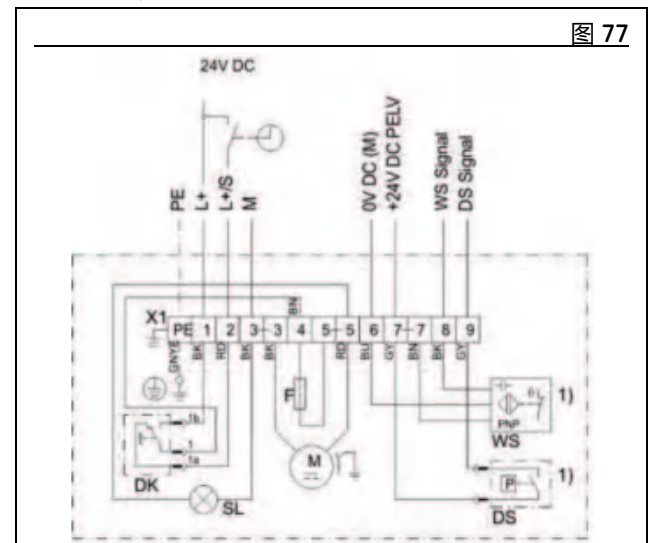 图 77
24V DC
PE
L+
L+/S
M
0V DC (M)
+24V DC PELV
WS Signal
DS Signal
X1
BN
PE 1 2 3 3 4 5 5 6 7 7 8 9
GNYE BK RD BK BK RD BU GY BN BK GY
F
1b
1
1a
DK
M
SL
PNP
WS
1)
P
DS
1)